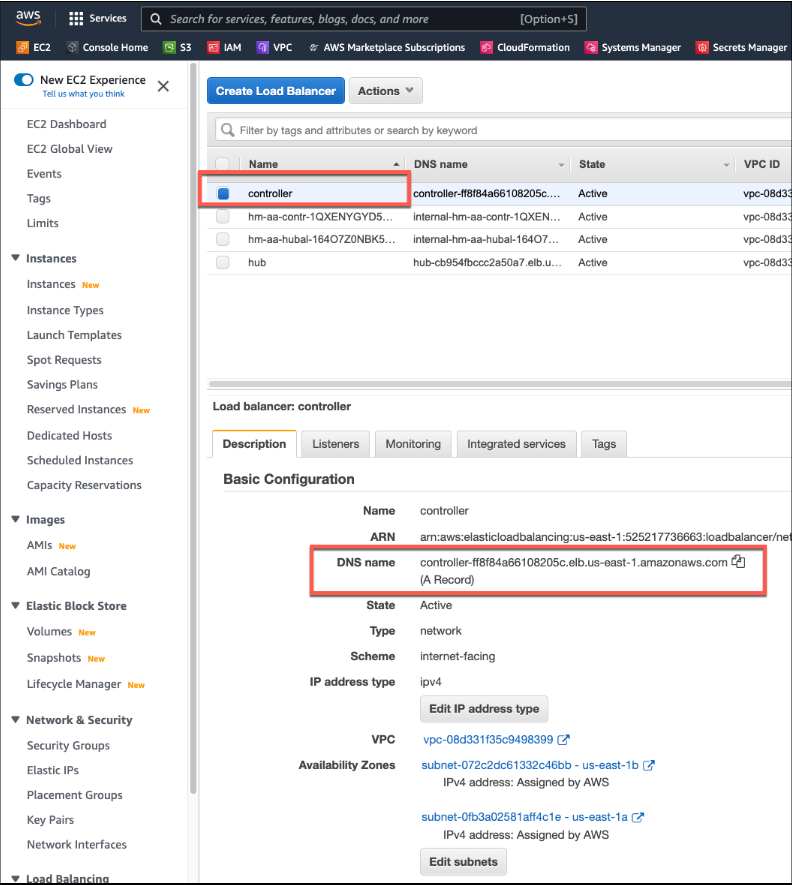 aws
Services
Search for services, features, blogs, docs, and more
[Option+S]
EC2
Console Home
S3
IAM
VPC
AWS Marketplace Subscriptions
CloudFormation
Systems Manager
Secrets Manager
New EC2 Experience
Tell us what you think
EC2 Dashboard
EC2 Global View
Events
Tags
Limits
Instances
Instances New
Instance Types
Launch Templates
Spot Requests
Savings Plans
Reserved Instances New
Dedicated Hosts
Scheduled Instances
Capacity Reservations
Images
AMIs New
AMI Catalog
Elastic Block Store
Volumes New
Snapshots New
Lifecycle Manager New
Network & Security
Security Groups
Elastic IPs
Placement Groups
Key Pairs
Network Interfaces
Load Balancing
Create Load Balancer
Actions
Filter by tags and attributes or search by keyword
Name DNS name State VPC ID
controller controller-ff8f84a66108205c.... Active vpc-08d33
hm-aa-contr-1QXENYGYD5... internal-hm-aa-contr-1QXEN... Active vpc-08d33
hm-aa-hubal-164O7Z0NBK5... internal-hm-aa-hubal-164O7... Active vpc-08d33
hub hub-cb954fbccc2a50a7.elb.u... Active vpc-08d33
Load balancer: controller
Description
Listeners
Monitoring
Integrated services
Tags
Basic Configuration
Name controller
ARN arn:aws:elasticloadbalancing:us-east-1:525217736663:loadbalancer/net
DNS name controller-ff8f84a66108205c.elb.us-east-1.amazonaws.com
(A Record)
State Active
Type network
Scheme internet-facing
IP address type ipv4
Edit IP address type
VPC vpc-08d331f35c9498399
Availability Zones subnet-072c2dc61332c46bb - us-east-1b
IPv4 address: Assigned by AWS
subnet-0fb3a02581aff4c1e - us-east-1a
IPv4 address: Assigned by AWS
Edit subnets